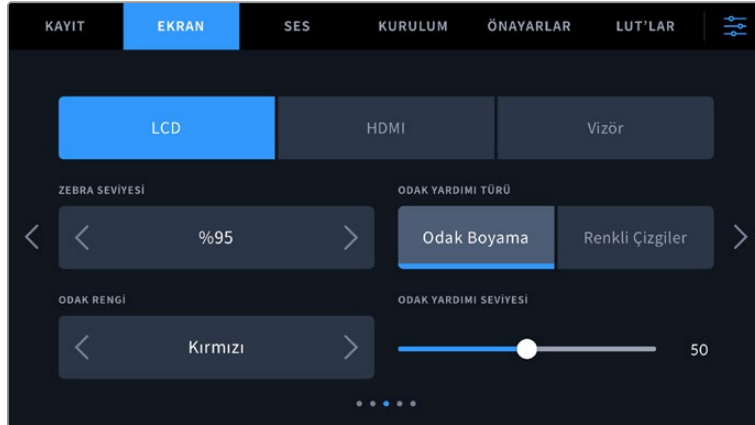 KAYIT EKRAN SES KURULUM ÖNAYARLAR LUT'LAR
LCD HDMI Vizör
ZEBRA SEVİYESİ ODAK YARDIMI TÜRÜ
%95 Odak Boyama Renkli Çizgiler
ODAK RENGİ ODAK YARDIMI SEVİYESİ
Kırmızı 50